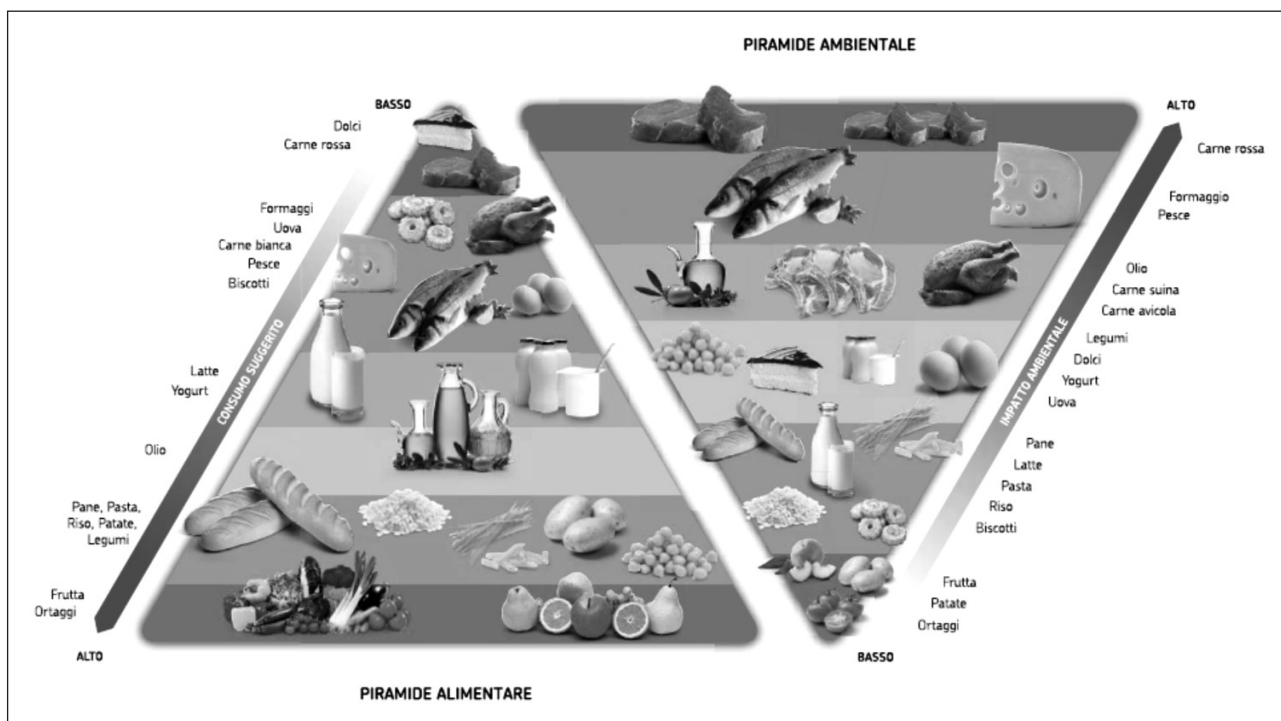 PIRAMIDE AMBIENTALE
BASSO
Dolci
Carne rossa
Formaggi
Uova
Carne bianca
Pesce
Biscotti
CONSUMO SUGGERITO
Latte
Yogurt
Olio
Pane, Pasta,
Riso, Patate,
Legumi
Frutta
Ortaggi
ALTO
PIRAMIDE ALIMENTARE
ALTO
Carne rossa
Formaggio
Pesce
Olio
Carne suina
Carne avicola
IMPATTO AMBIENTALE
Legumi
Dolci
Yogurt
Uova
Pane
Latte
Pasta
Riso
Biscotti
Frutta
Patate
Ortaggi
BASSO